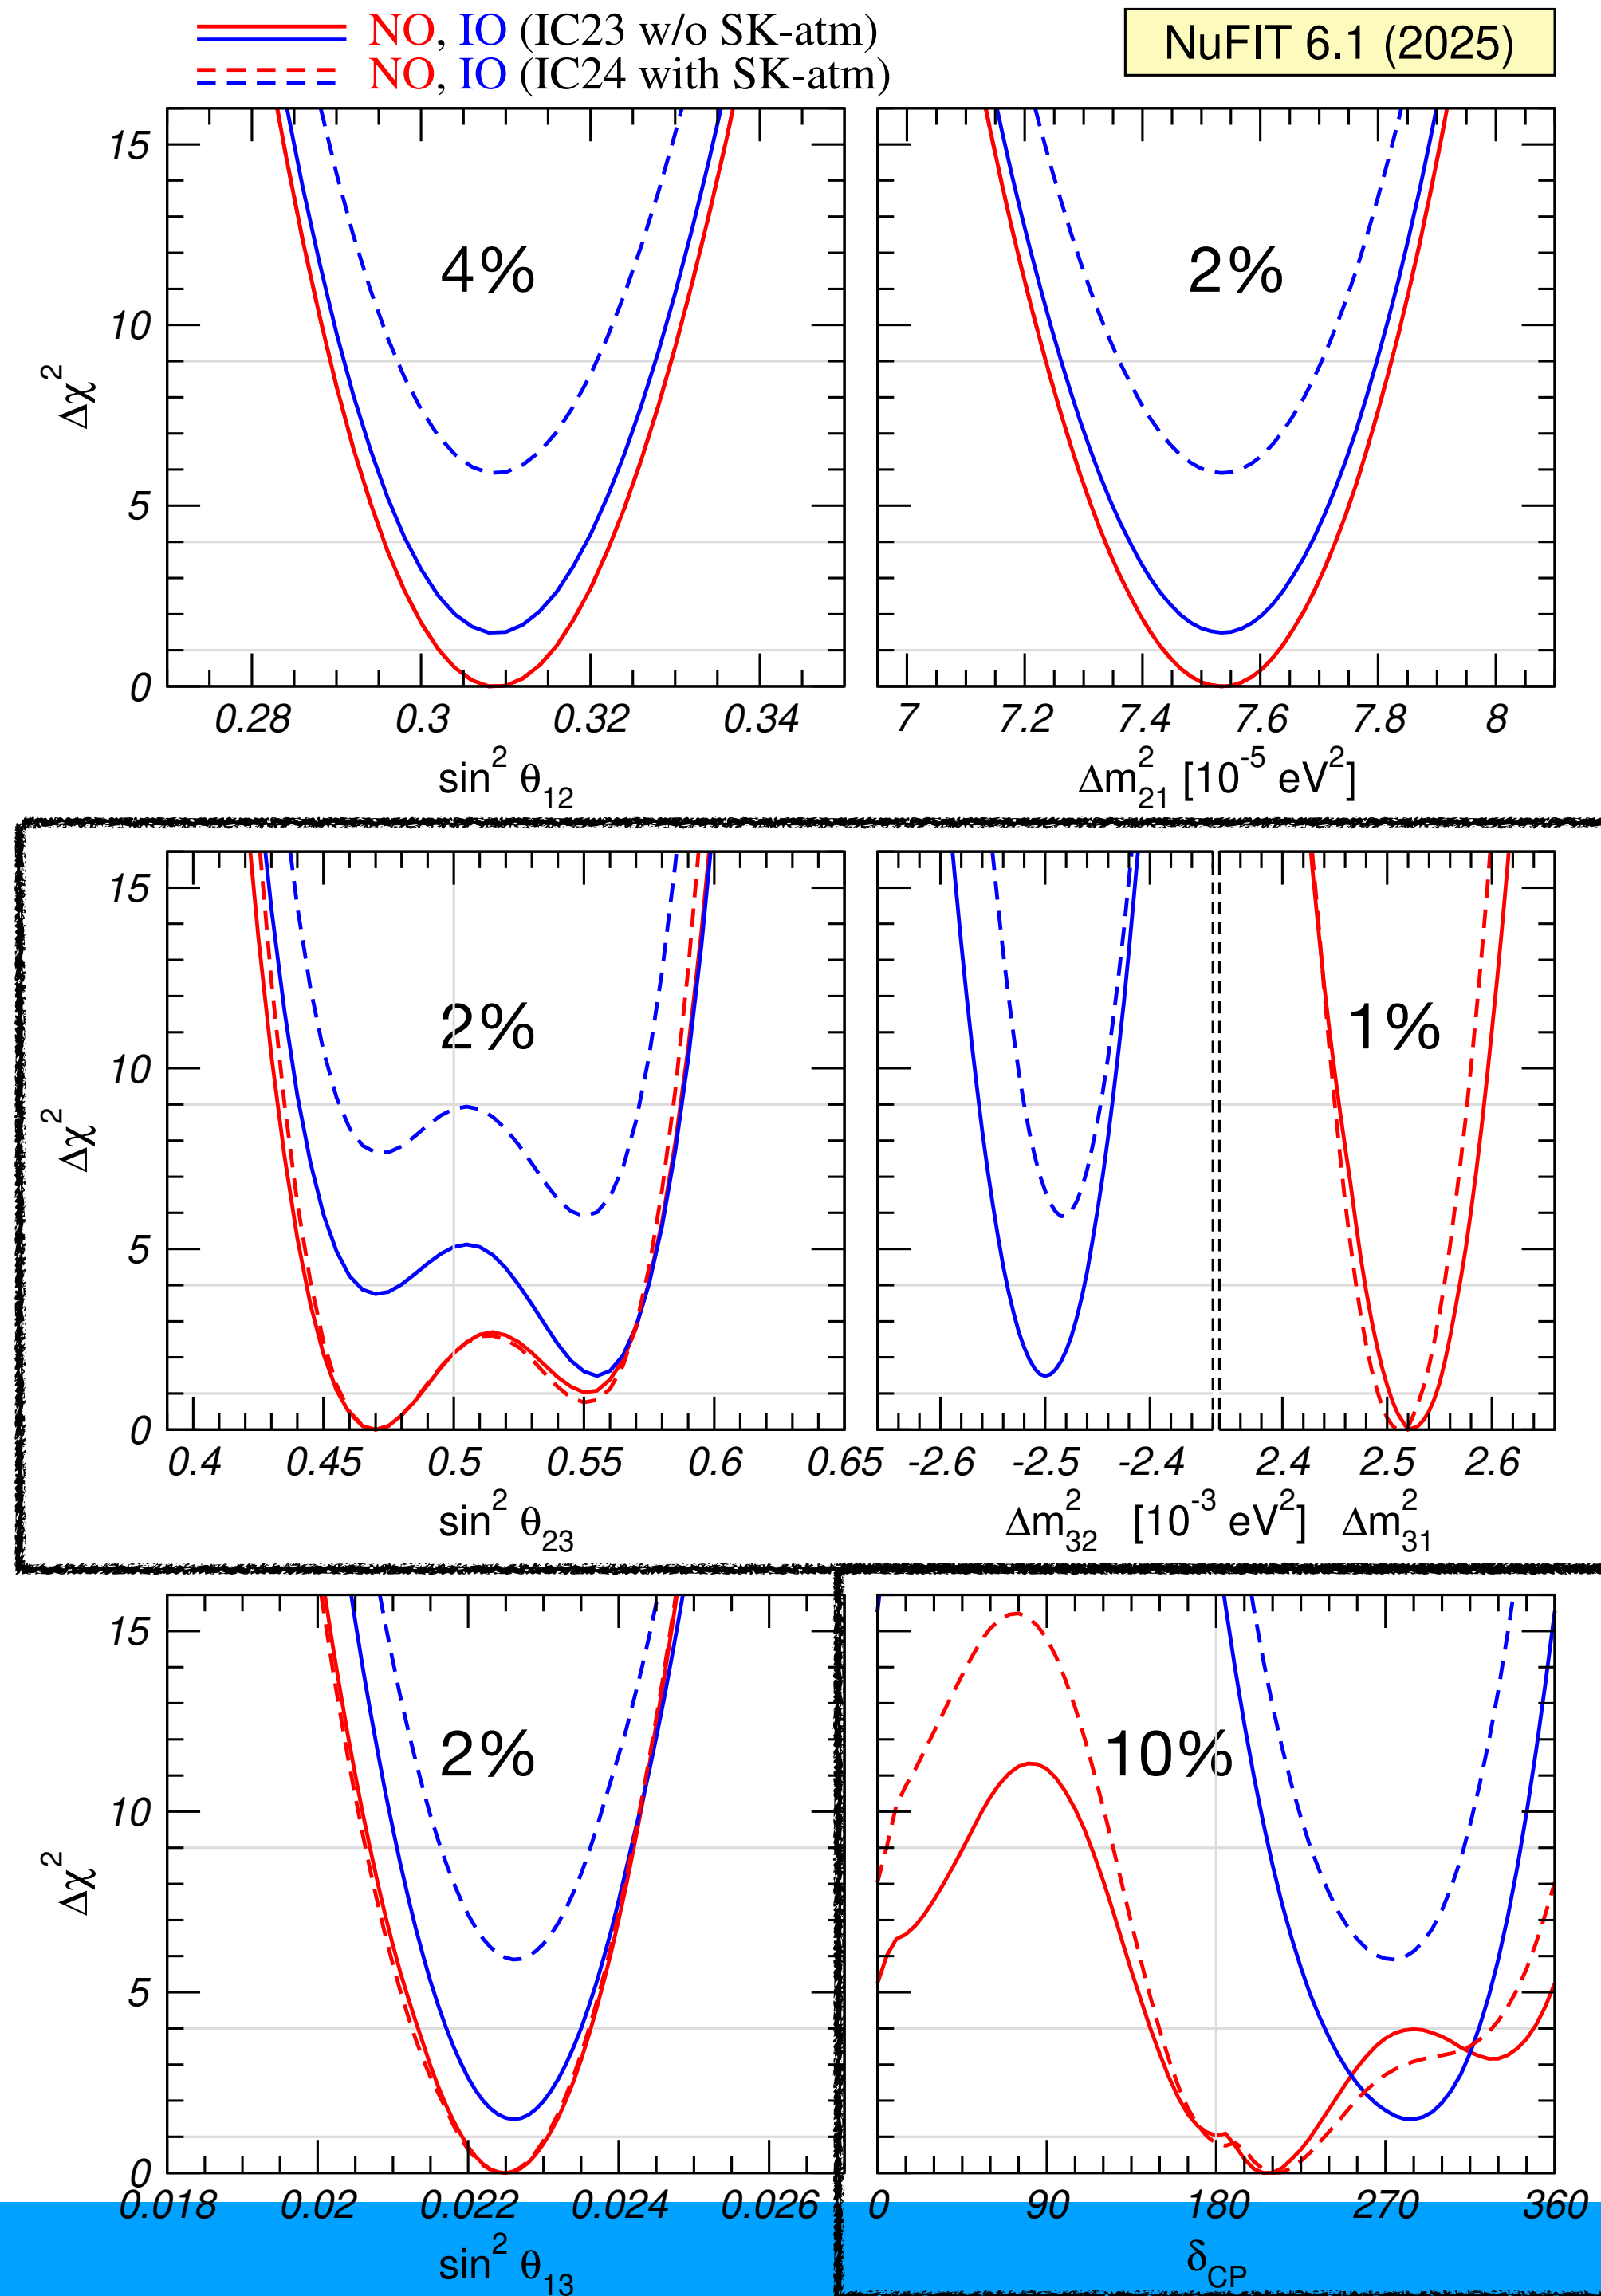 NO, IO (IC23 w/o SK-atm)
NO, IO (IC24 with SK-atm)
NuFIT 6.1 (2025)
15
10
5
0
Δχ²
4%
0.28 0.3 0.32 0.34
sin² θ₁₂
2%
7 7.2 7.4 7.6 7.8 8
Δm²₂₁ [10⁻⁵ eV²]
15
10
5
0
Δχ²
2%
0.4 0.45 0.5 0.55 0.6 0.65
sin² θ₂₃
1%
-2.6 -2.5 -2.4 2.4 2.5 2.6
Δm²₃₂ [10⁻³ eV²] Δm²₃₁
15
10
5
0
Δχ²
2%
0.018 0.02 0.022 0.024 0.026
sin² θ₁₃
10%
0 90 180 270 360
δ_CP